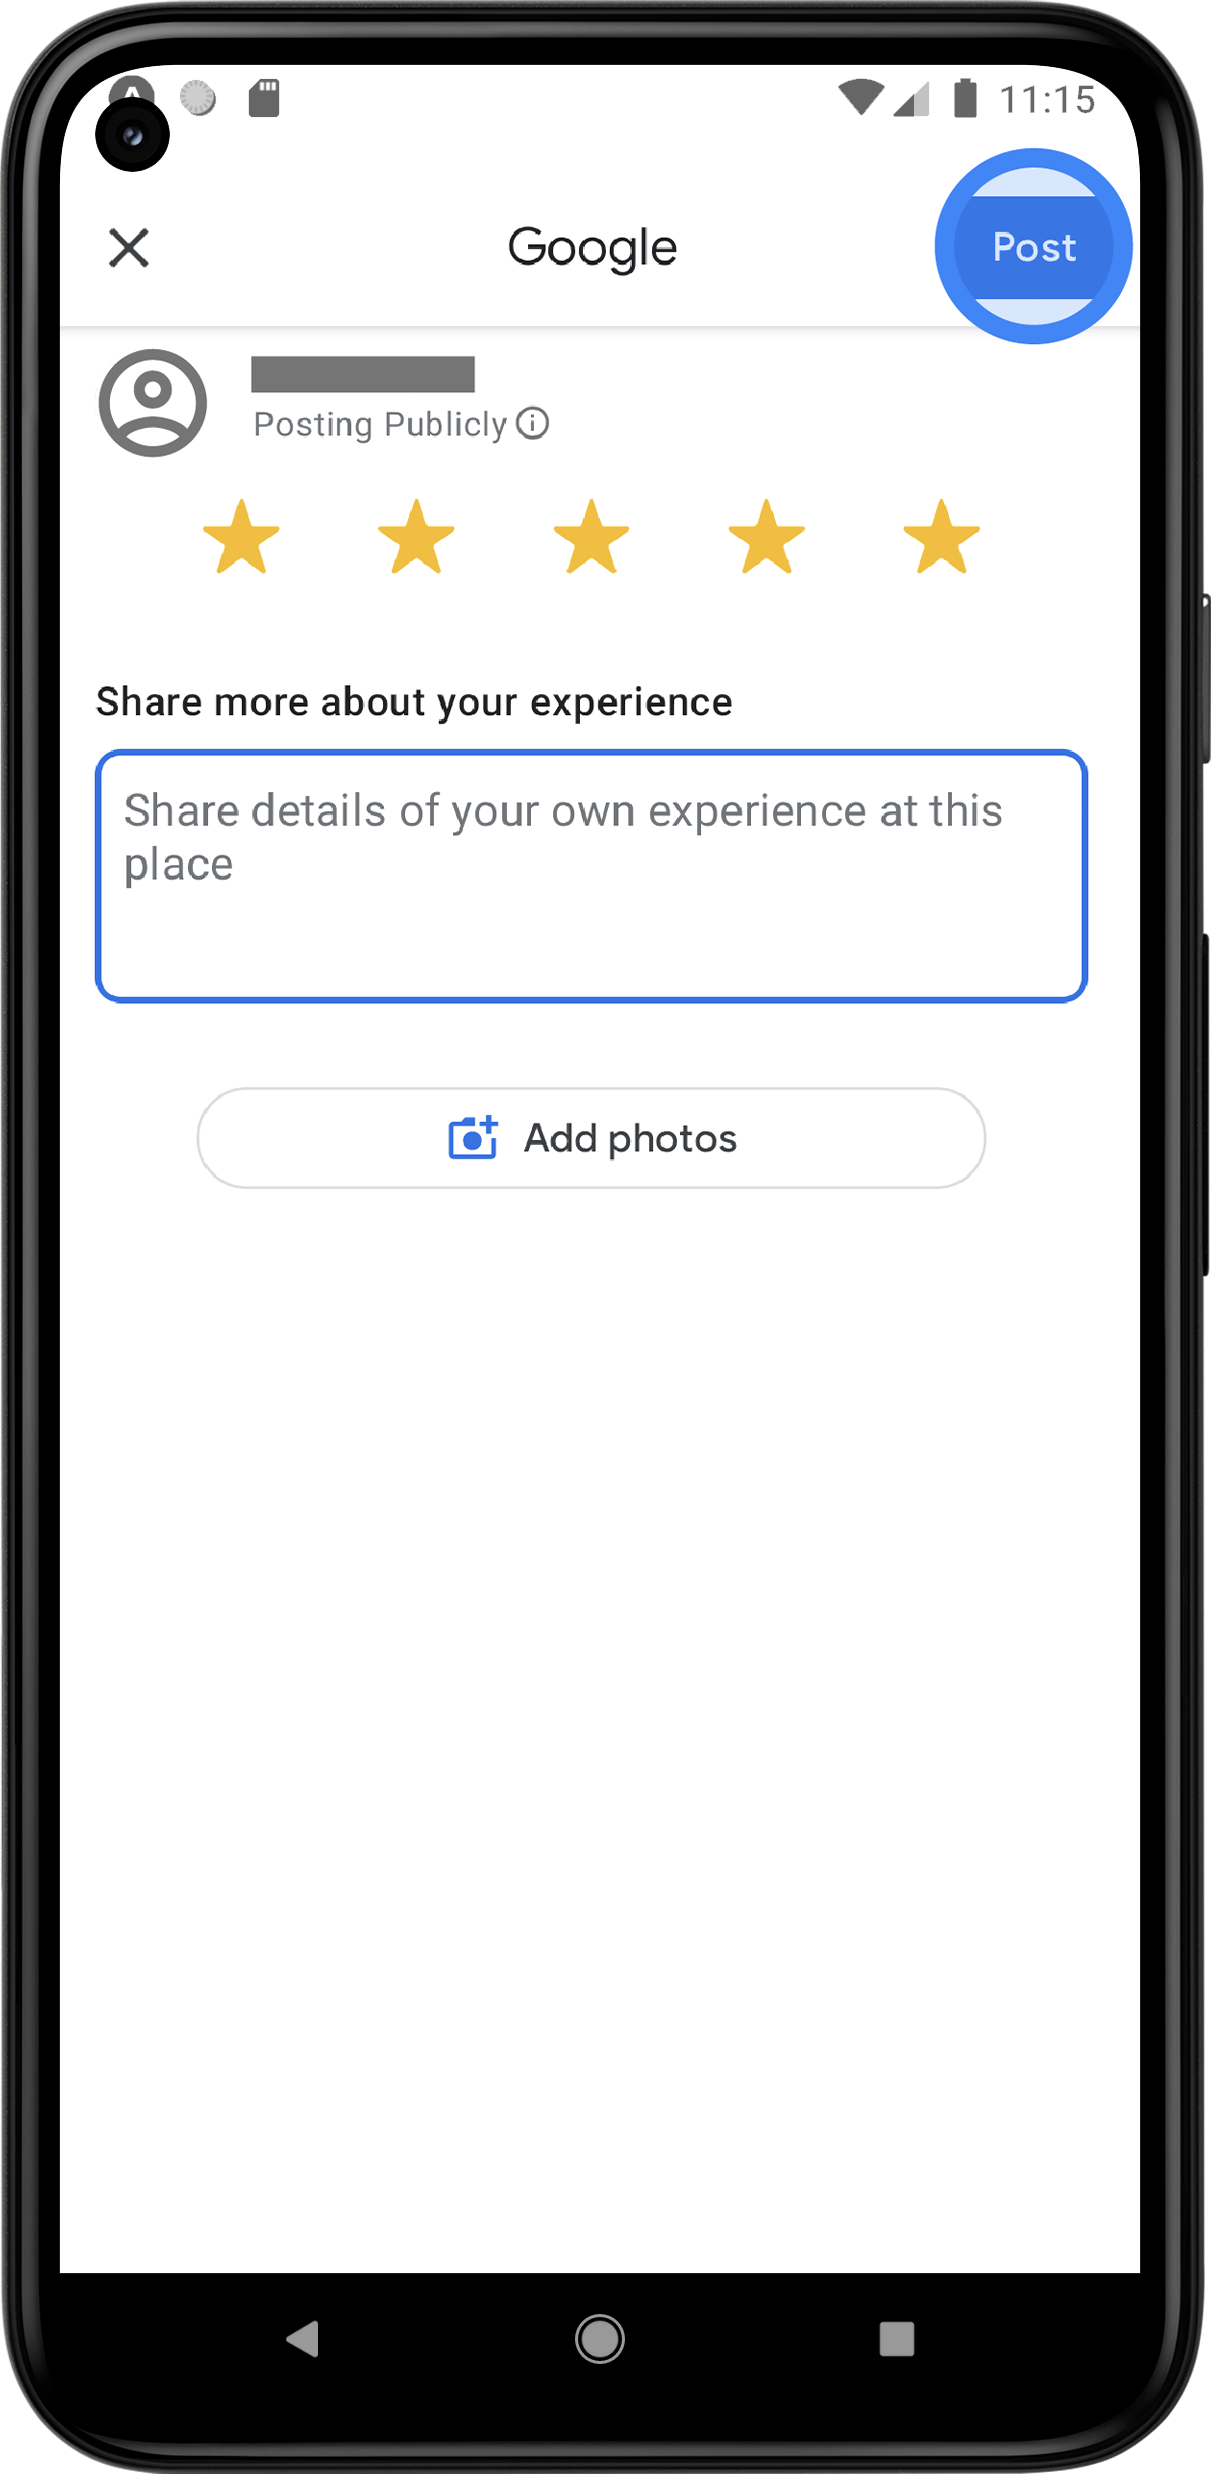 11:15
Google
Post
Posting Publicly
Share more about your experience
Share details of your own experience at this
place
Add photos